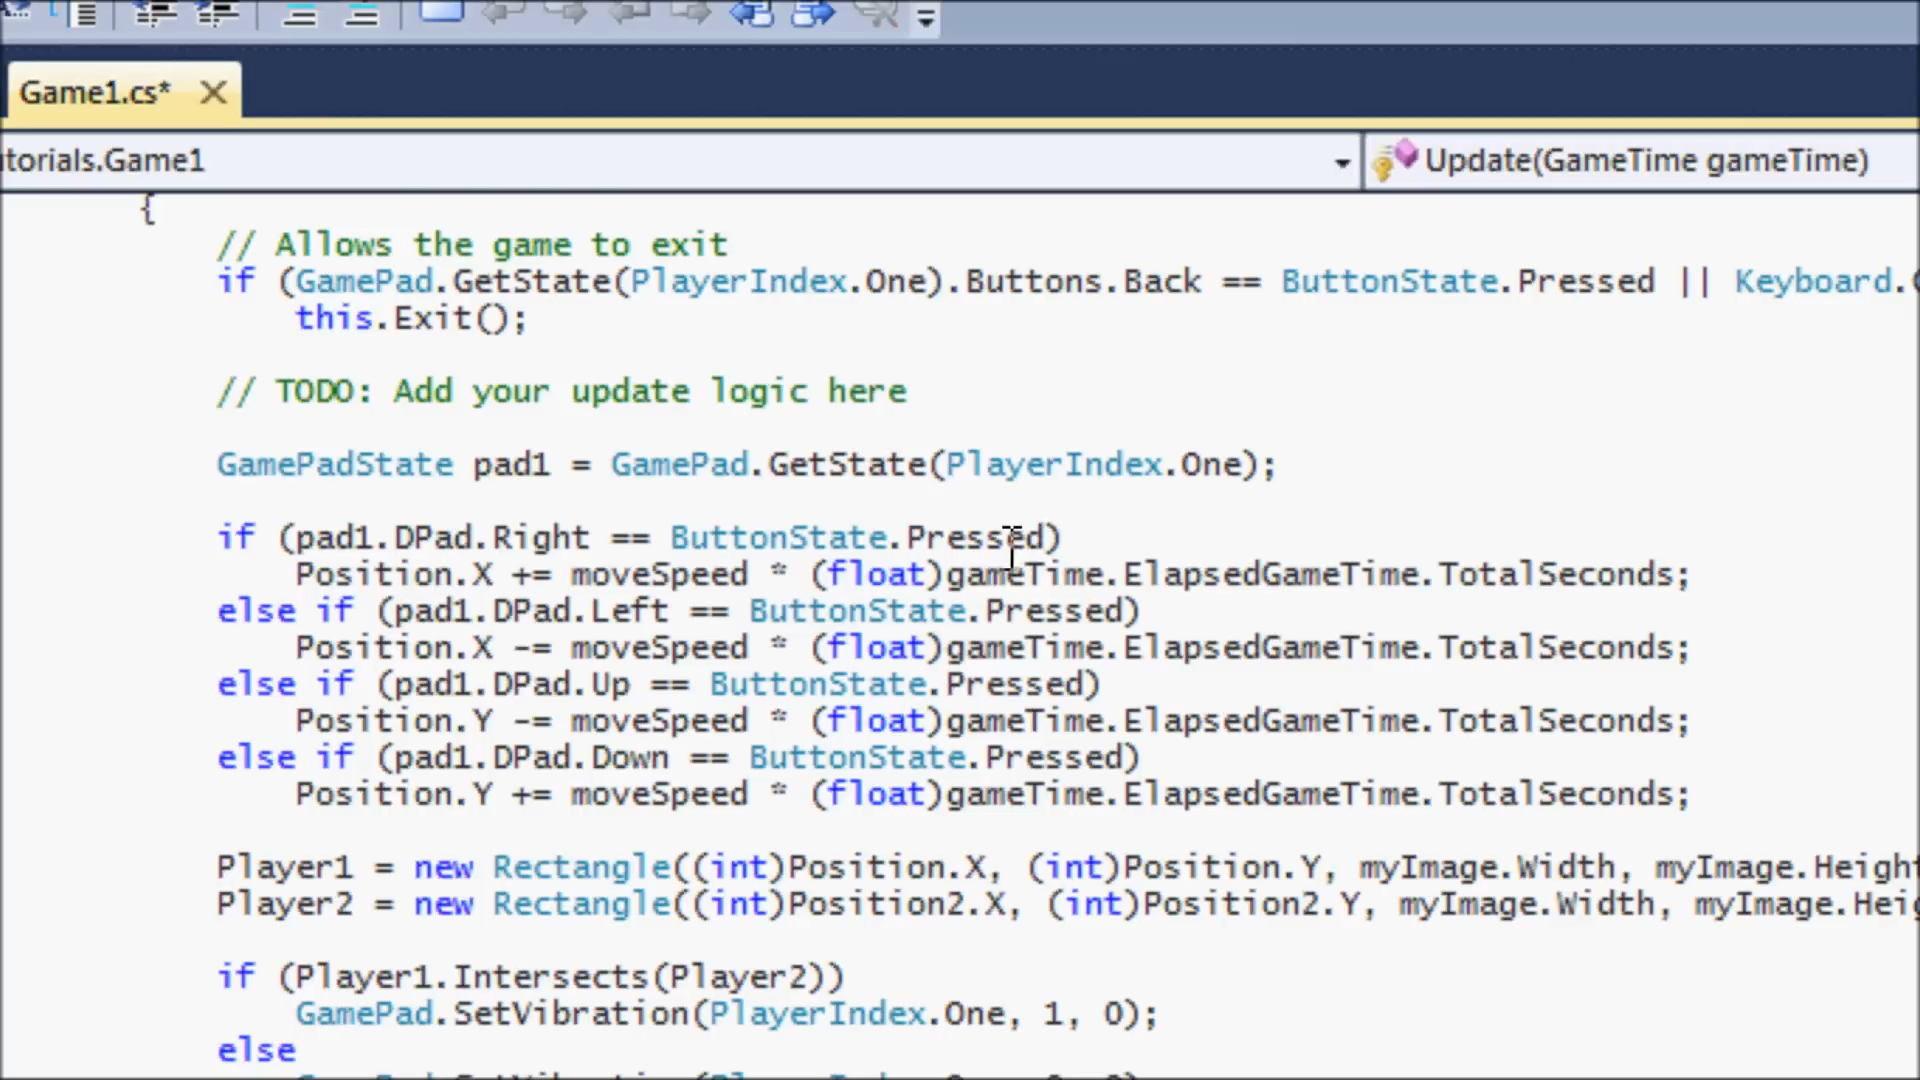 Game1.cs*
torials.Game1
Update(GameTime gameTime)
{
// Allows the game to exit
if (GamePad.GetState(PlayerIndex.One).Buttons.Back == ButtonState.Pressed || Keyboard.
this.Exit();
// TODO: Add your update logic here
GamePadState pad1 = GamePad.GetState(PlayerIndex.One);
if (pad1.DPad.Right == ButtonState.Pressed)
Position.X += moveSpeed * (float)gameTime.ElapsedGameTime.TotalSeconds;
else if (pad1.DPad.Left == ButtonState.Pressed)
Position.X -= moveSpeed * (float)gameTime.ElapsedGameTime.TotalSeconds;
else if (pad1.DPad.Up == ButtonState.Pressed)
Position.Y -= moveSpeed * (float)gameTime.ElapsedGameTime.TotalSeconds;
else if (pad1.DPad.Down == ButtonState.Pressed)
Position.Y += moveSpeed * (float)gameTime.ElapsedGameTime.TotalSeconds;
Player1 = new Rectangle((int)Position.X, (int)Position.Y, myImage.Width, myImage.Height
Player2 = new Rectangle((int)Position2.X, (int)Position2.Y, myImage.Width, myImage.Heig
if (Player1.Intersects(Player2))
GamePad.SetVibration(PlayerIndex.One, 1, 0);
else